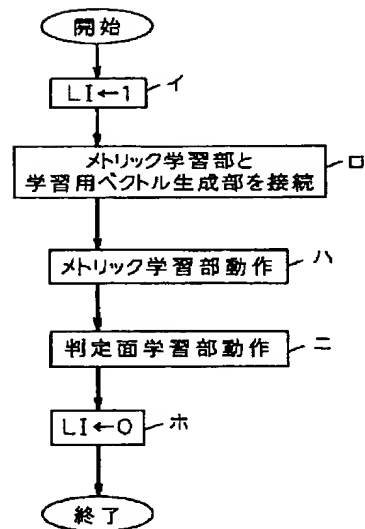 開始
LI←1
イ
メトリック学習部と
学習用ベクトル生成部を接続
ロ
メトリック学習部動作
ハ
判定面学習部動作
ニ
LI←0
ホ
終了